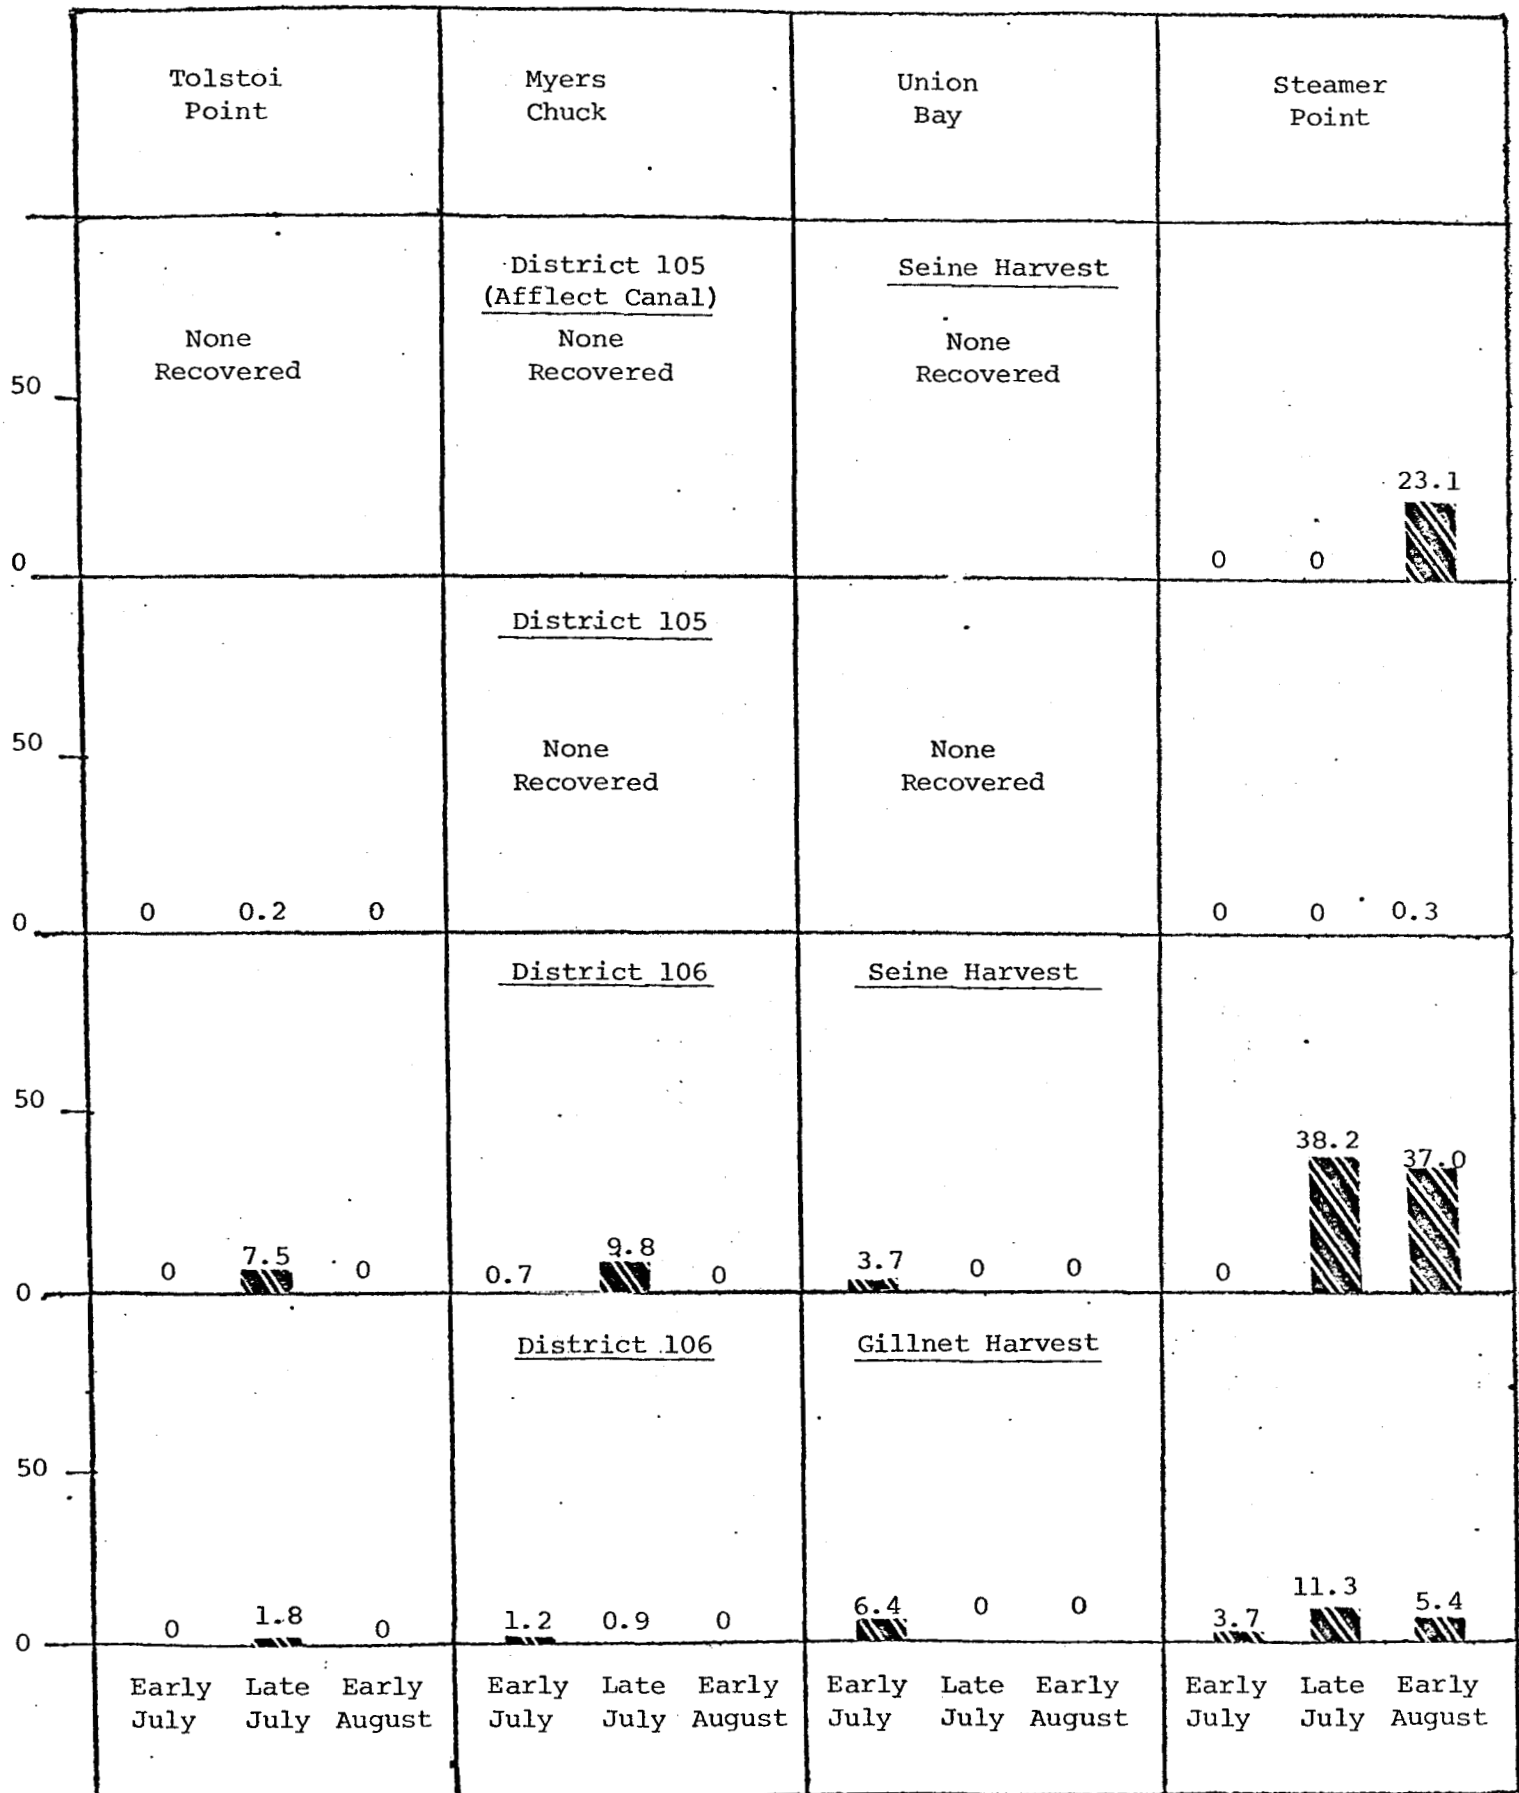 Tolstoi
Point
Myers
Chuck
Union
Bay
Steamer
Point
District 105
(Afflect Canal)
Seine Harvest
None
Recovered
None
Recovered
None
Recovered
50
23.1
0
0
0
District 105
50
None
Recovered
None
Recovered
0
0
0.2
0
0
0
0.3
District 106
Seine Harvest
50
38.2
37.0
0
0
7.5
0
0.7
9.8
0
3.7
0
0
0
District 106
Gillnet Harvest
50
0
0
1.8
0
1.2
0.9
0
6.4
0
0
3.7
11.3
5.4
Early
July
Late
July
Early
August
Early
July
Late
July
Early
August
Early
July
Late
July
Early
August
Early
July
Late
July
Early
August